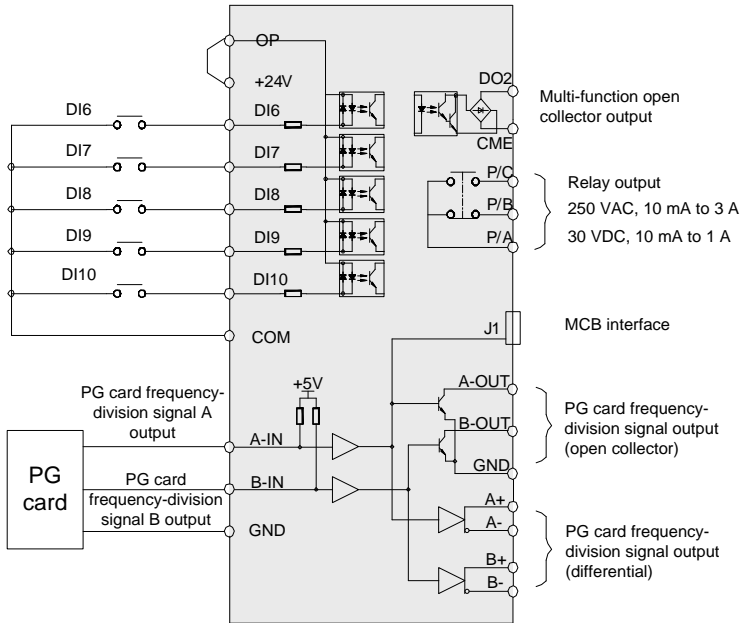 OP
+24V
DI6
DI6
DI7
DI7
DI8
DI8
DI9
DI9
DI10
DI10
COM
DO2
CME
Multi-function open
collector output
P/C
P/B
P/A
Relay output
250 VAC, 10 mA to 3 A
30 VDC, 10 mA to 1 A
J1
MCB interface
+5V
PG card frequency-
division signal A
output
A-IN
PG
card
PG card
frequency-division
signal B output
B-IN
GND
A-OUT
B-OUT
GND
PG card frequency-
division signal output
(open collector)
A+
A-
B+
B-
PG card frequency-
division signal output
(differential)